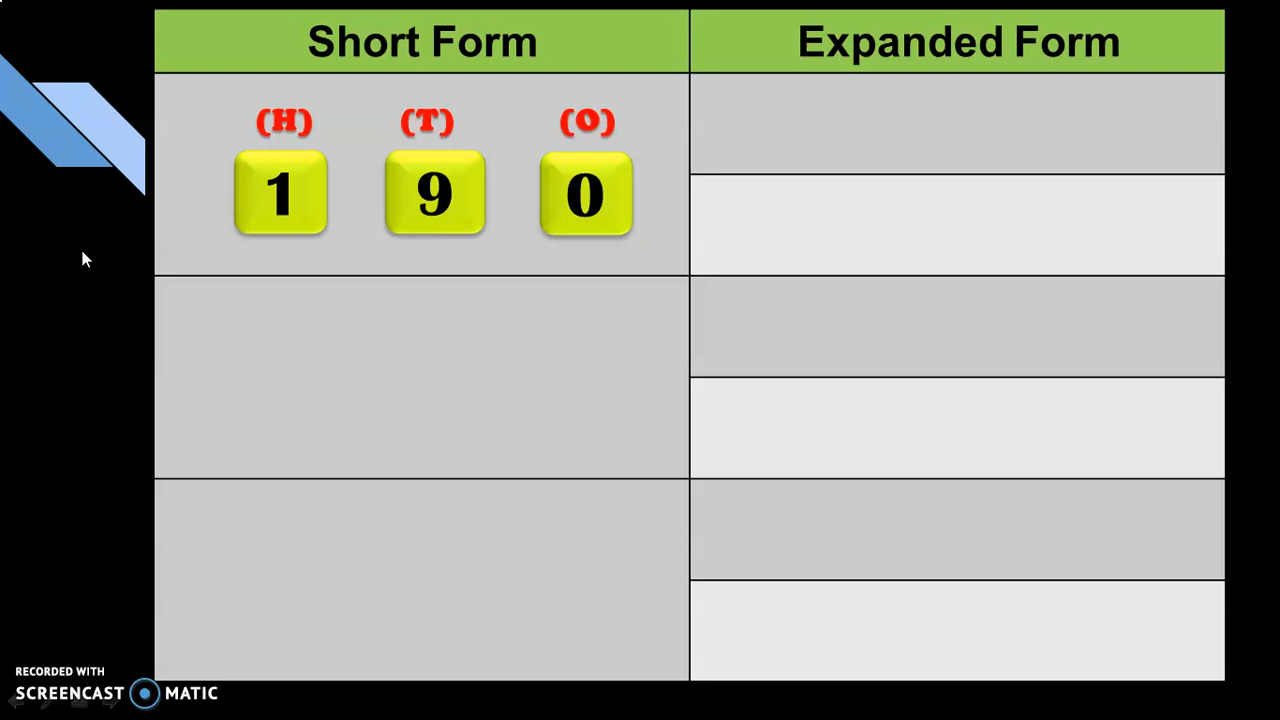 Short Form Expanded Form
(H) (T) (O)
1 9 0
RECORDED WITH
SCREENCAST MATIC